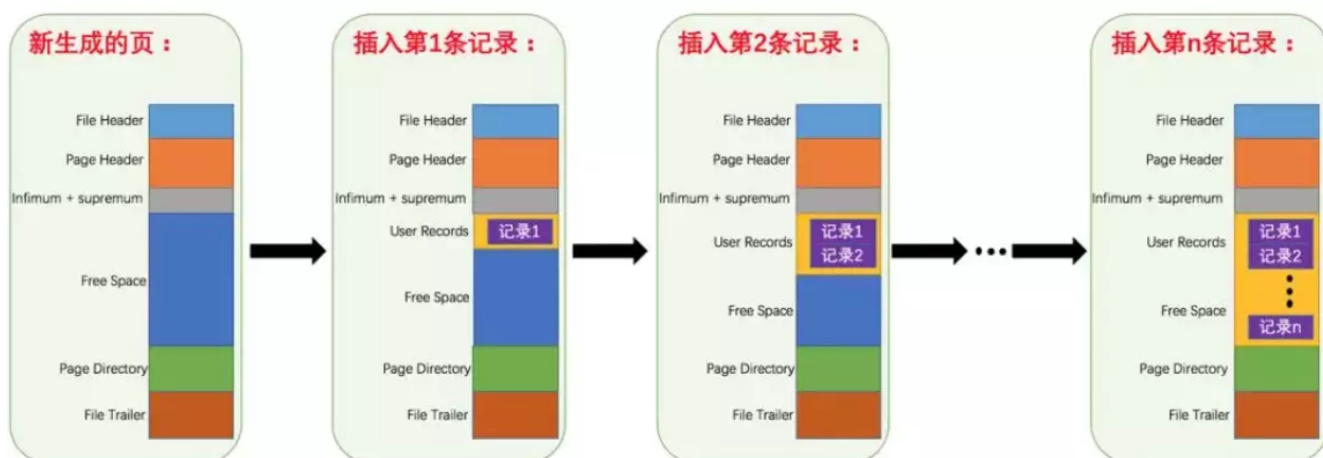 新生成的页：
File Header
Page Header
Infimum + supremum
Free Space
Page Directory
File Trailer
插入第1条记录：
File Header
Page Header
Infimum + supremum
User Records
记录1
Free Space
Page Directory
File Trailer
插入第2条记录：
File Header
Page Header
Infimum + supremum
User Records
记录1
记录2
Free Space
Page Directory
File Trailer
插入第n条记录：
File Header
Page Header
Infimum + supremum
User Records
记录1
记录2
Free Space
记录n
Page Directory
File Trailer